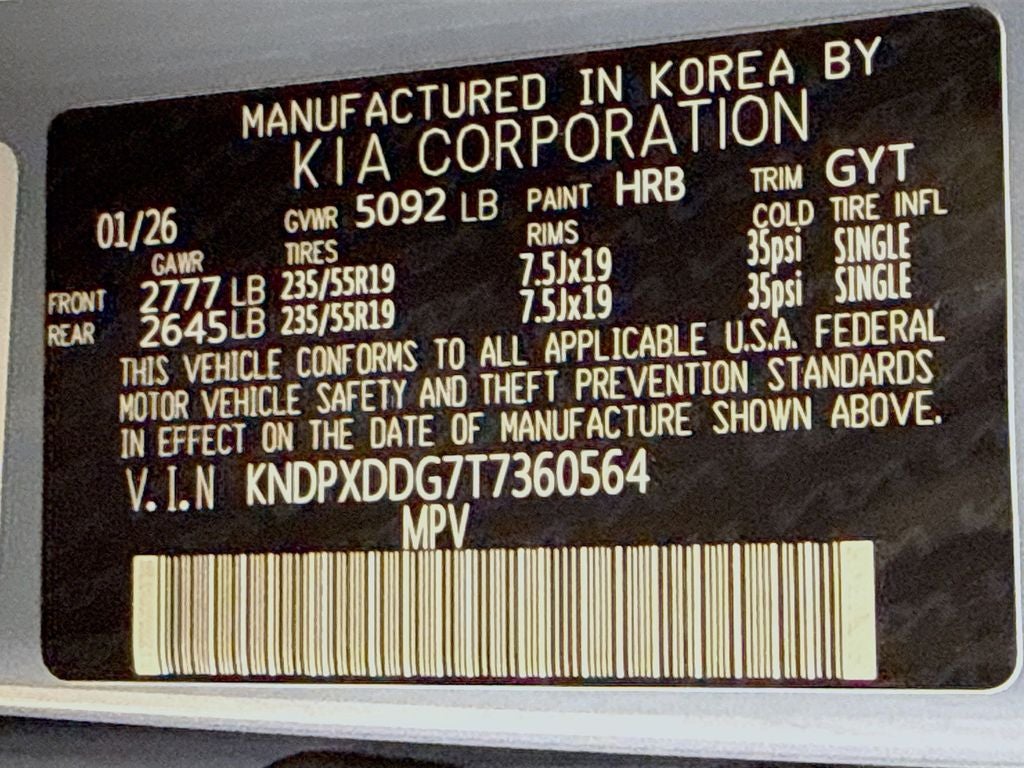 MANUFACTURED IN KOREA BY
KIA CORPORATION
01/26 GVWR 5092 LB PAINT HRB TRIM GYT
GAWR TIRES RIMS COLD TIRE INFL
FRONT 2777 LB 235/55R19 7.5Jx19 35psi SINGLE
REAR 2645LB 235/55R19 7.5Jx19 35psi SINGLE
THIS VEHICLE CONFORMS TO ALL APPLICABLE U.S.A. FEDERAL
MOTOR VEHICLE SAFETY AND THEFT PREVENTION STANDARDS
IN EFFECT ON THE DATE OF MANUFACTURE SHOWN ABOVE.
V.I.N KNDPXDDG7T7360564
MPV